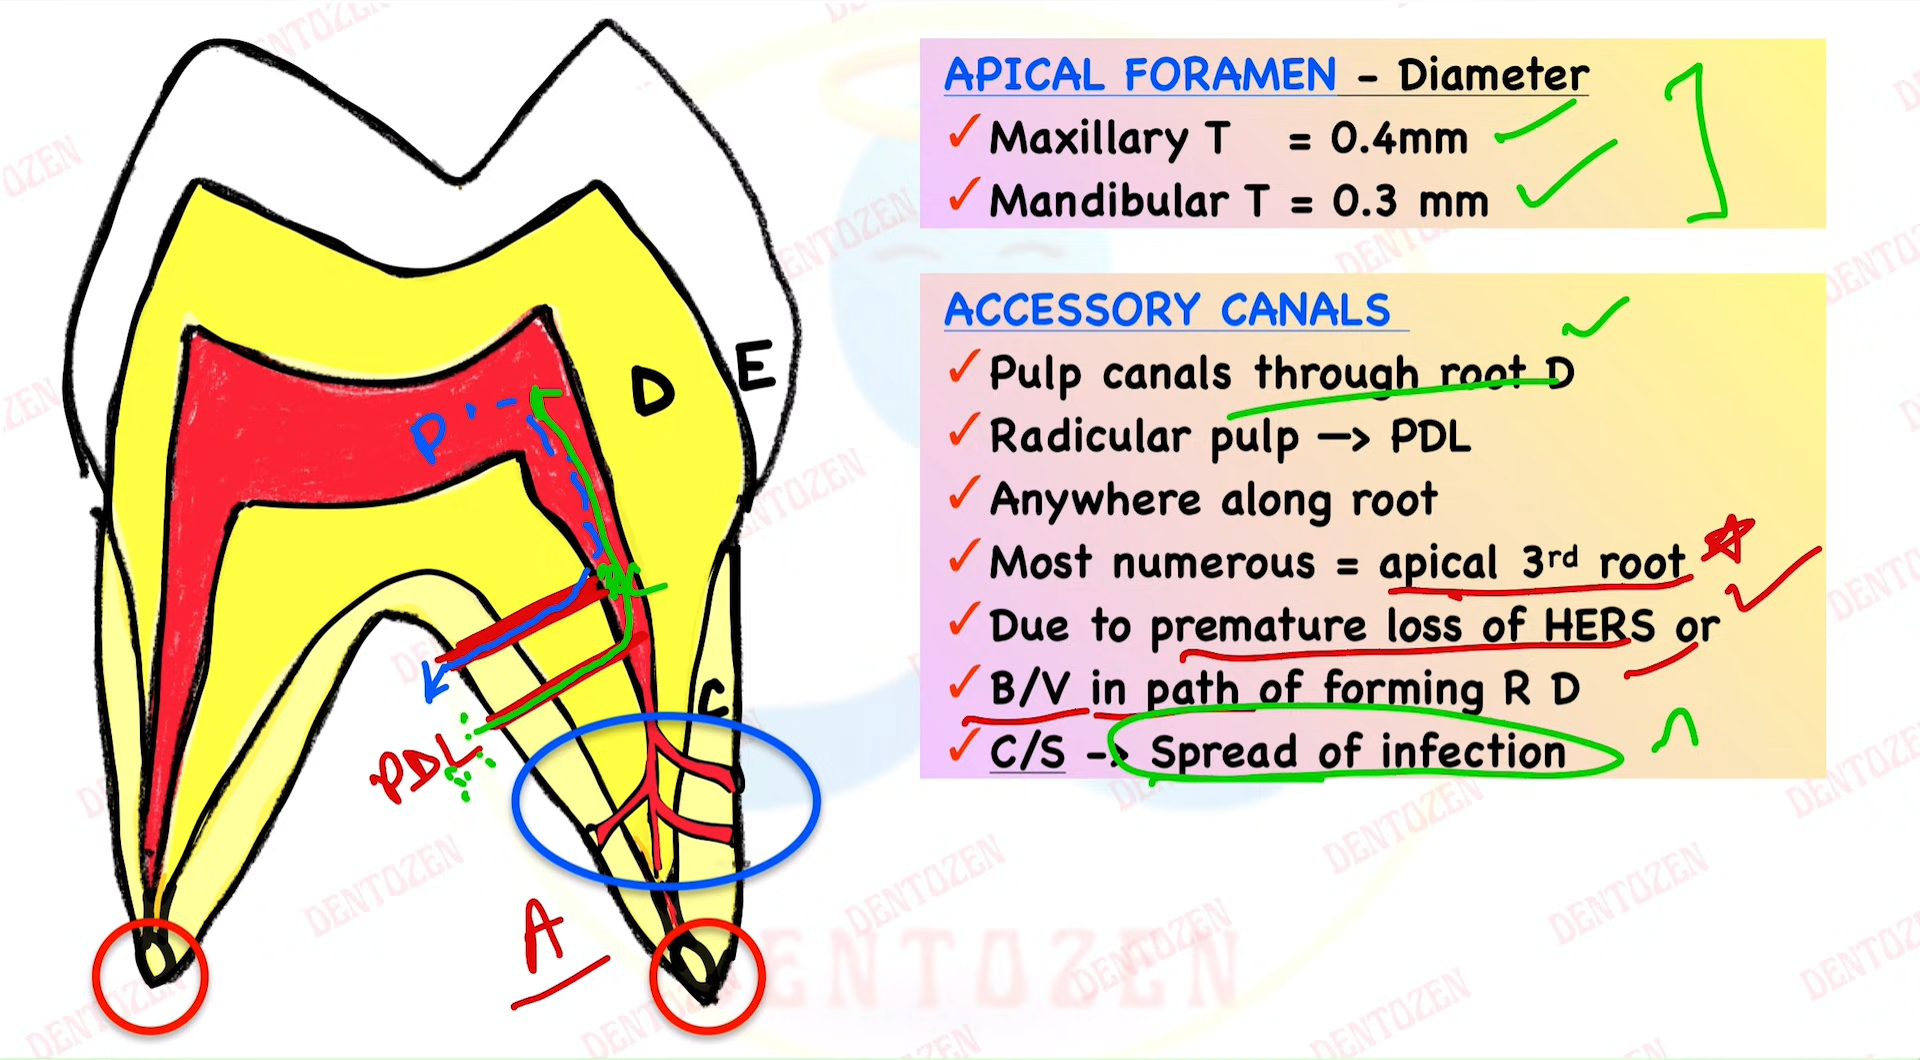 APICAL FORAMEN - Diameter
✓ Maxillary T = 0.4mm
✓ Mandibular T = 0.3 mm
ACCESSORY CANALS
✓ Pulp canals through root D
✓ Radicular pulp —> PDL
✓ Anywhere along root
✓ Most numerous = apical 3rd root
✓ Due to premature loss of HERS or
✓ B/V in path of forming R D
✓ C/S -> Spread of infection
E
D
P
C
PDL
A
DENTOZEN